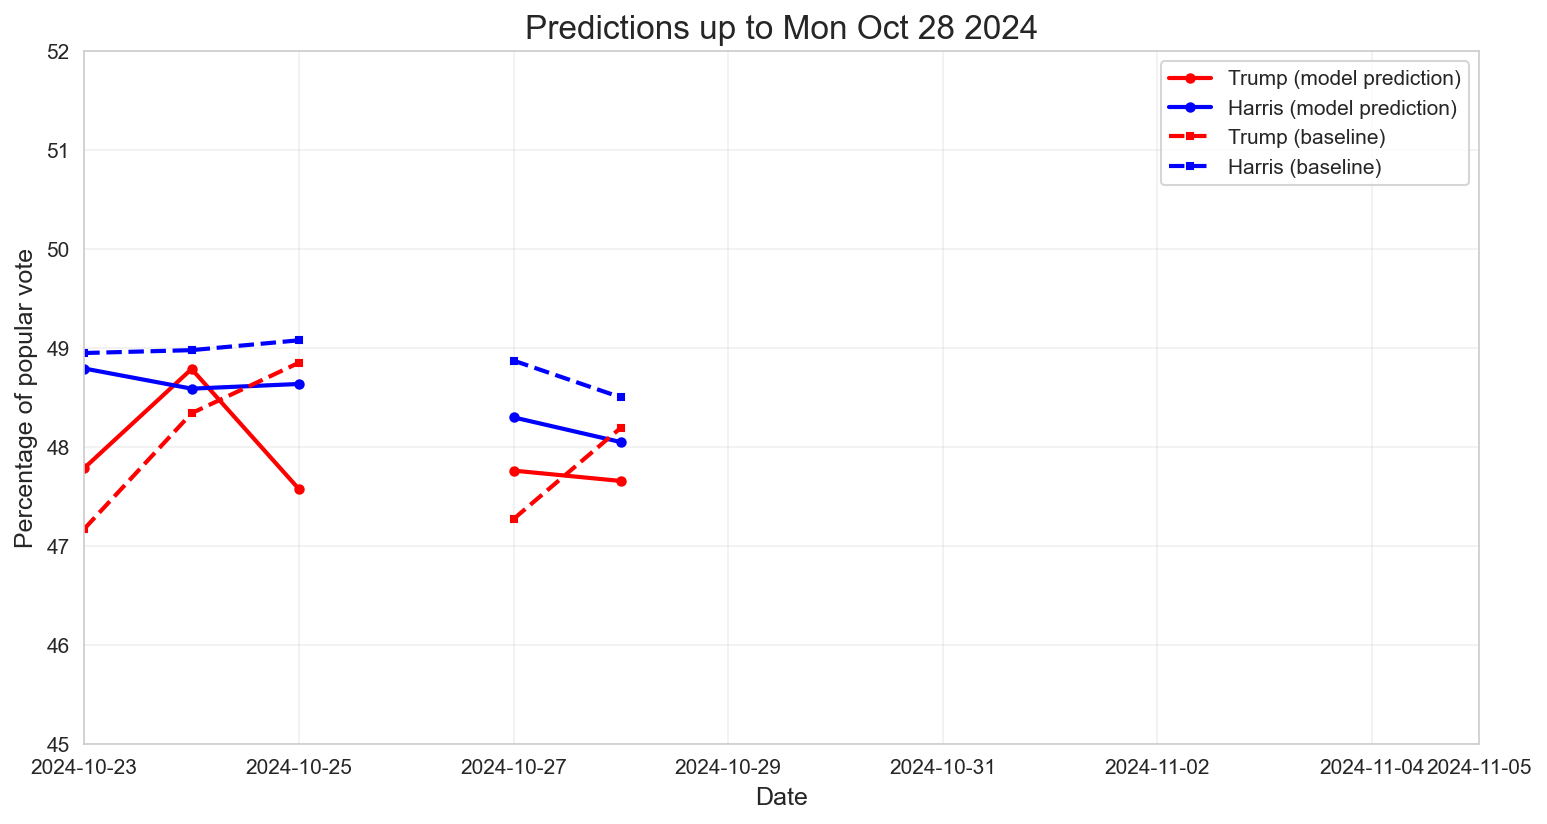 Predictions up to Mon Oct 28 2024
Trump (model prediction)
Harris (model prediction)
Trump (baseline)
Harris (baseline)
Percentage of popular vote
52
51
50
49
48
47
46
45
2024-10-23 2024-10-25 2024-10-27 2024-10-29 2024-10-31 2024-11-02 2024-11-04 2024-11-05
Date